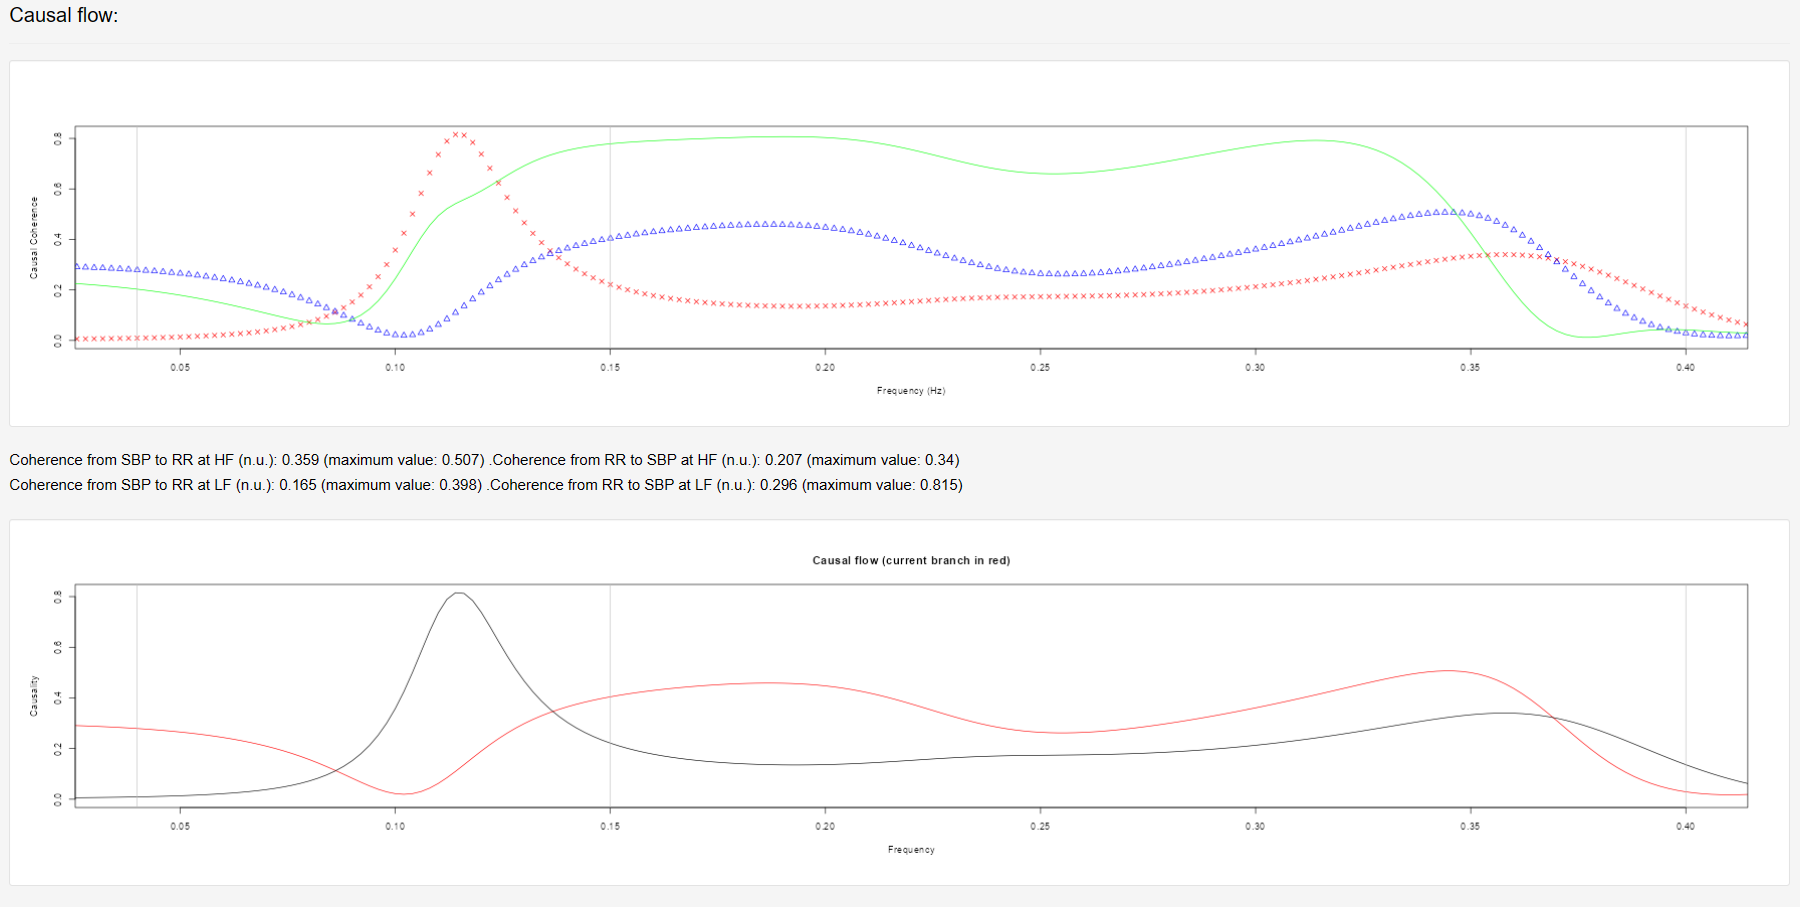 Causal flow:
0.8
0.6
0.4
0.2
0.0
Causal Coherence
0.05 0.10 0.15 0.20 0.25 0.30 0.35 0.40
Frequency (Hz)
Coherence from SBP to RR at HF (n.u.): 0.359 (maximum value: 0.507) .Coherence from RR to SBP at HF (n.u.): 0.207 (maximum value: 0.34)
Coherence from SBP to RR at LF (n.u.): 0.165 (maximum value: 0.398) .Coherence from RR to SBP at LF (n.u.): 0.296 (maximum value: 0.815)
Causal flow (current branch in red)
0.8
0.6
0.4
0.2
0.0
Causality
0.05 0.10 0.15 0.20 0.25 0.30 0.35 0.40
Frequency